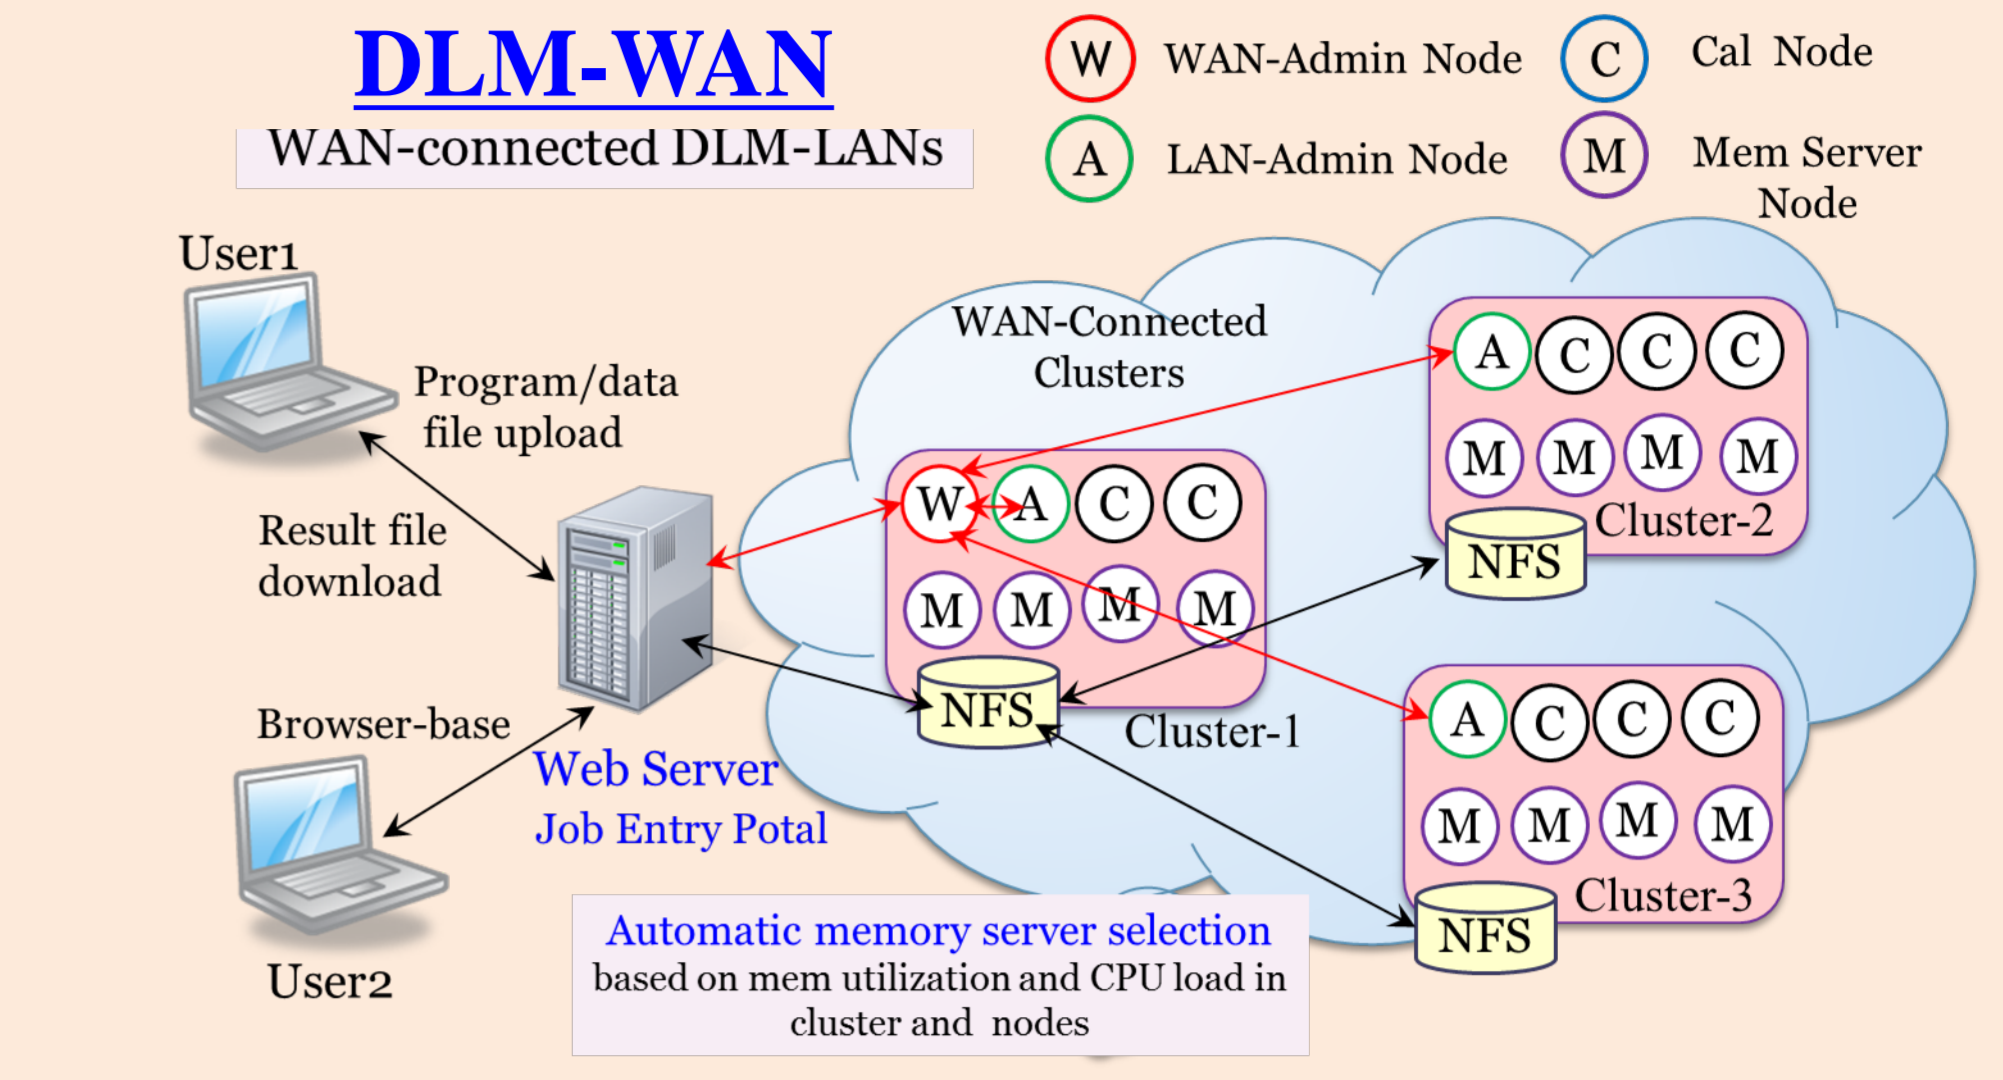 DLM-WAN
WAN-connected DLM-LANs
W WAN-Admin Node
C Cal Node
A LAN-Admin Node
M Mem Server
Node
User1
Program/data
file upload
Result file
download
Browser-base
User2
Web Server
Job Entry Potal
WAN-Connected
Clusters
W A C C
M M M M
NFS
Cluster-1
A C C C
M M M M
Cluster-2
NFS
A C C C
M M M M
Cluster-3
NFS
Automatic memory server selection
based on mem utilization and CPU load in
cluster and nodes